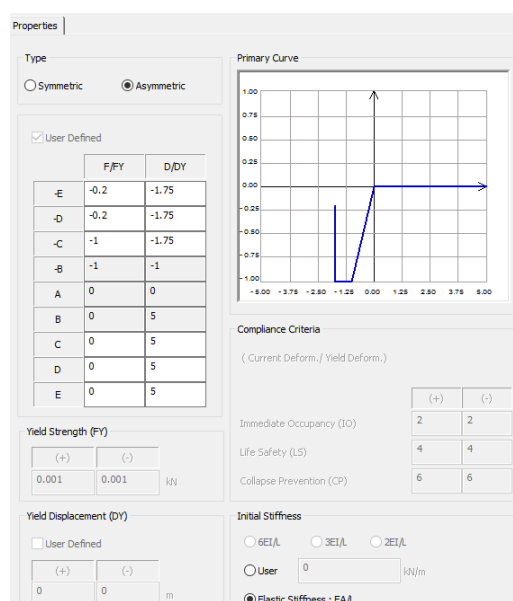 Properties
Type
Symmetric Asymmetric
User Defined
F/FY D/DY
-E -0.2 -1.75
-D -0.2 -1.75
-C -1 -1.75
-B -1 -1
A 0 0
B 0 5
C 0 5
D 0 5
E 0 5
Yield Strength (FY)
(+) (-)
0.001 0.001 kN
Yield Displacement (DY)
User Defined
(+) (-)
0 0 m
Primary Curve
1.00
0.75
0.50
0.25
0.00
-0.25
-0.50
-0.75
-1.00
-5.00 -3.75 -2.50 -1.25 0.00 1.25 2.50 3.75 5.00
Compliance Criteria
( Current Deform./ Yield Deform.)
(+) (-)
Immediate Occupancy (IO) 2 2
Life Safety (LS) 4 4
Collapse Prevention (CP) 6 6
Initial Stiffness
6EI/L 3EI/L 2EI/L
User 0 kN/m
Elastic Stiffness : EA/L